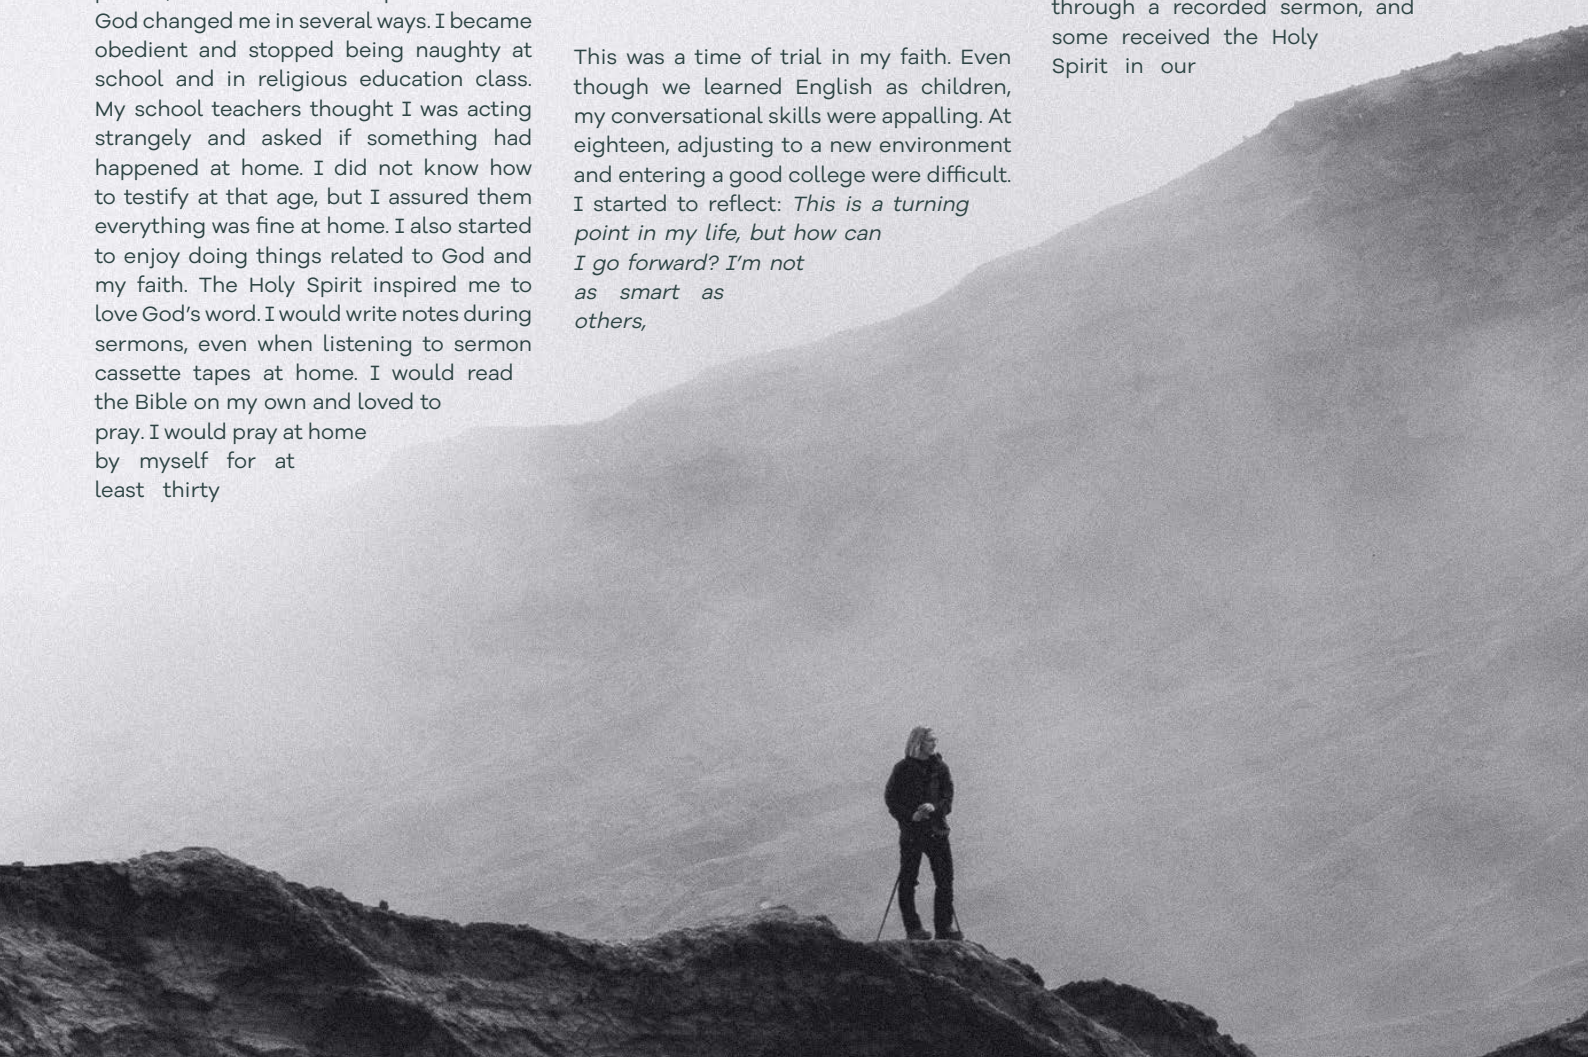 God changed me in several ways. I became
obedient and stopped being naughty at
school and in religious education class.
My school teachers thought I was acting
strangely and asked if something had
happened at home. I did not know how
to testify at that age, but I assured them
everything was fine at home. I also started
to enjoy doing things related to God and
my faith. The Holy Spirit inspired me to
love God’s word. I would write notes during
sermons, even when listening to sermon
cassette tapes at home. I would read
the Bible on my own and loved to
pray. I would pray at home
by myself for at
least thirty
This was a time of trial in my faith. Even
though we learned English as children,
my conversational skills were appalling. At
eighteen, adjusting to a new environment
and entering a good college were difficult.
I started to reflect: This is a turning
point in my life, but how can
I go forward? I’m not
as smart as
others,
through a recorded sermon, and
some received the Holy
Spirit in our